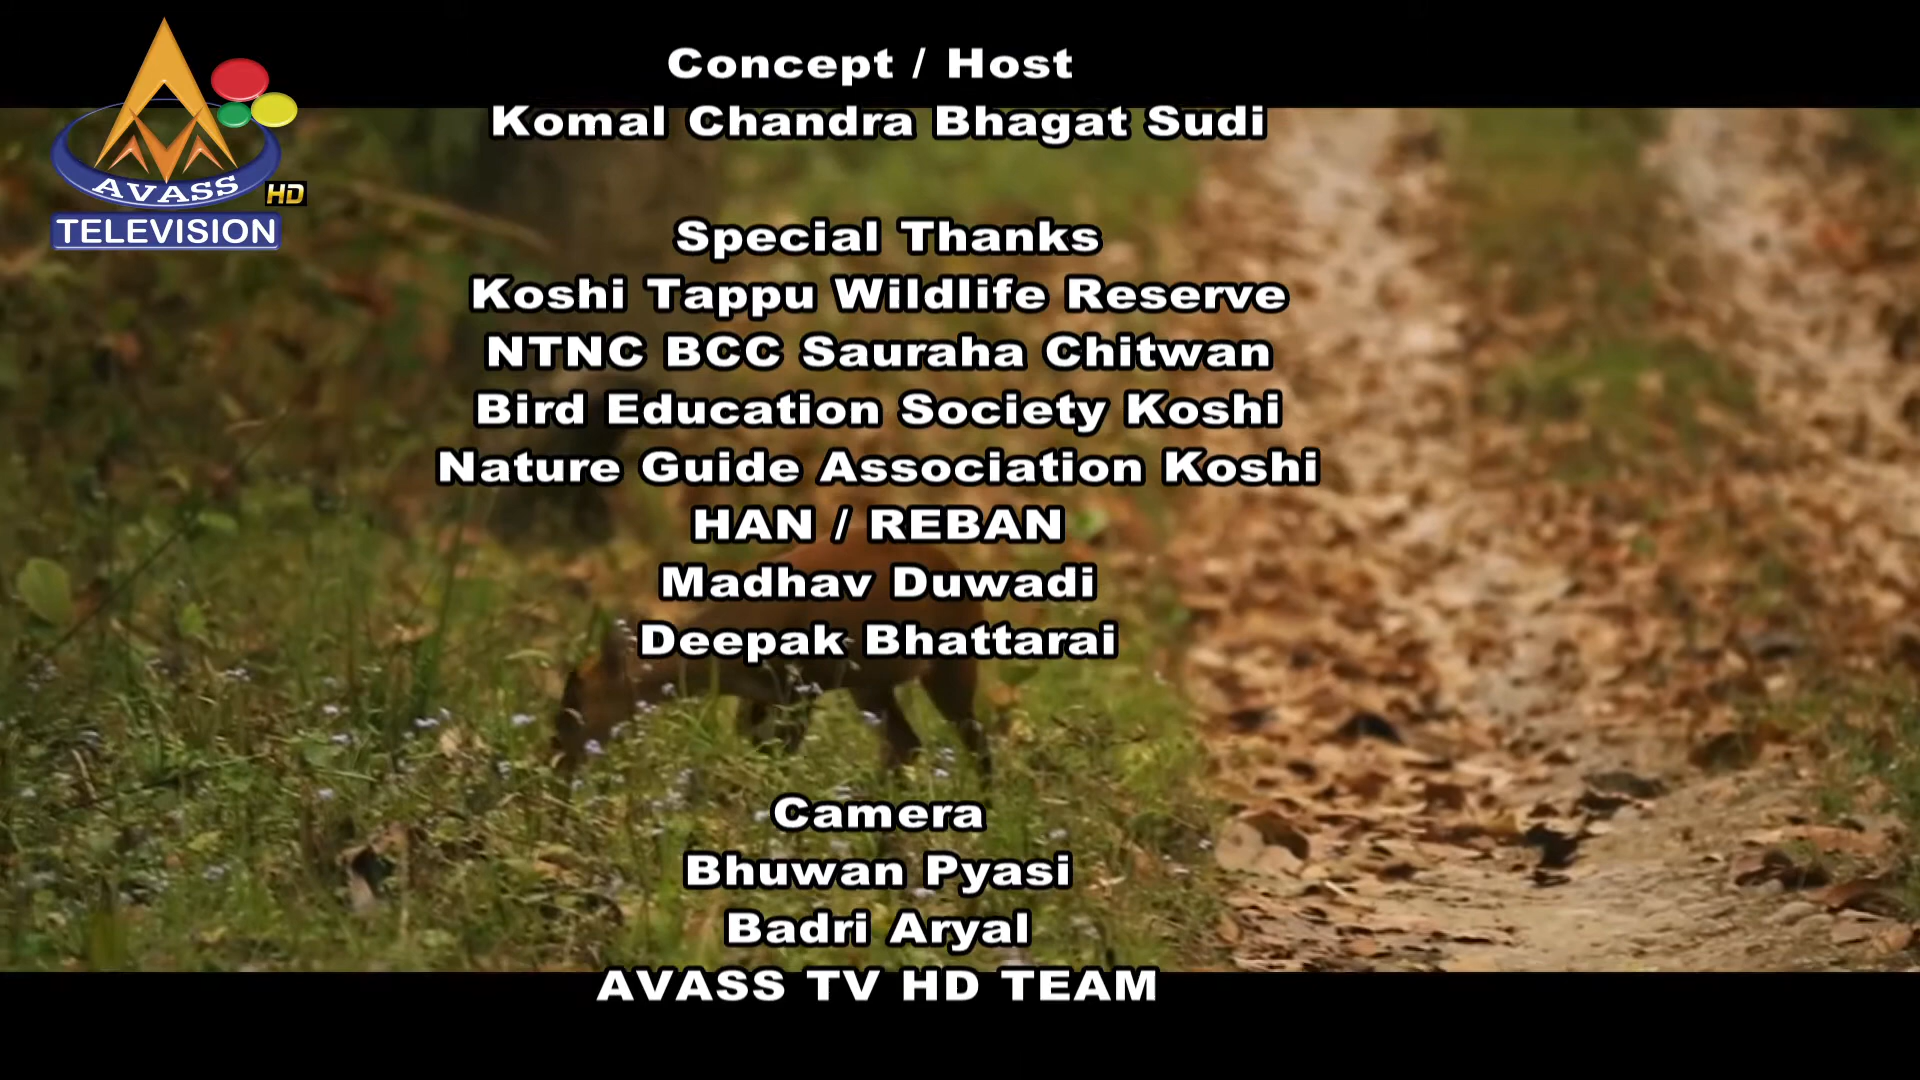 Concept / Host
Komal Chandra Bhagat Sudi
Special Thanks
Koshi Tappu Wildlife Reserve
NTNC BCC Sauraha Chitwan
Bird Education Society Koshi
Nature Guide Association Koshi
HAN / REBAN
Madhav Duwadi
Deepak Bhattarai
Camera
Bhuwan Pyasi
Badri Aryal
AVASS TV HD TEAM
AVASS
HD
TELEVISION